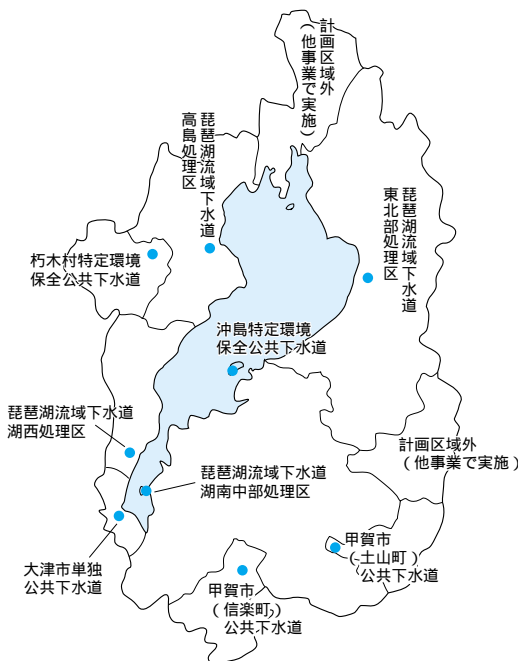 計画区域外
(他事業で実施)
琵琶湖流域下水道
高島処理区
琵琶湖流域下水道
東北部処理区
朽木村特定環境
保全公共下水道
沖島特定環境
保全公共下水道
琵琶湖流域下水道
湖西処理区
計画区域外
(他事業で実施)
琵琶湖流域下水道
湖南中部処理区
甲賀市
(土山町)
公共下水道
大津市単独
公共下水道
甲賀市
(信楽町)
公共下水道